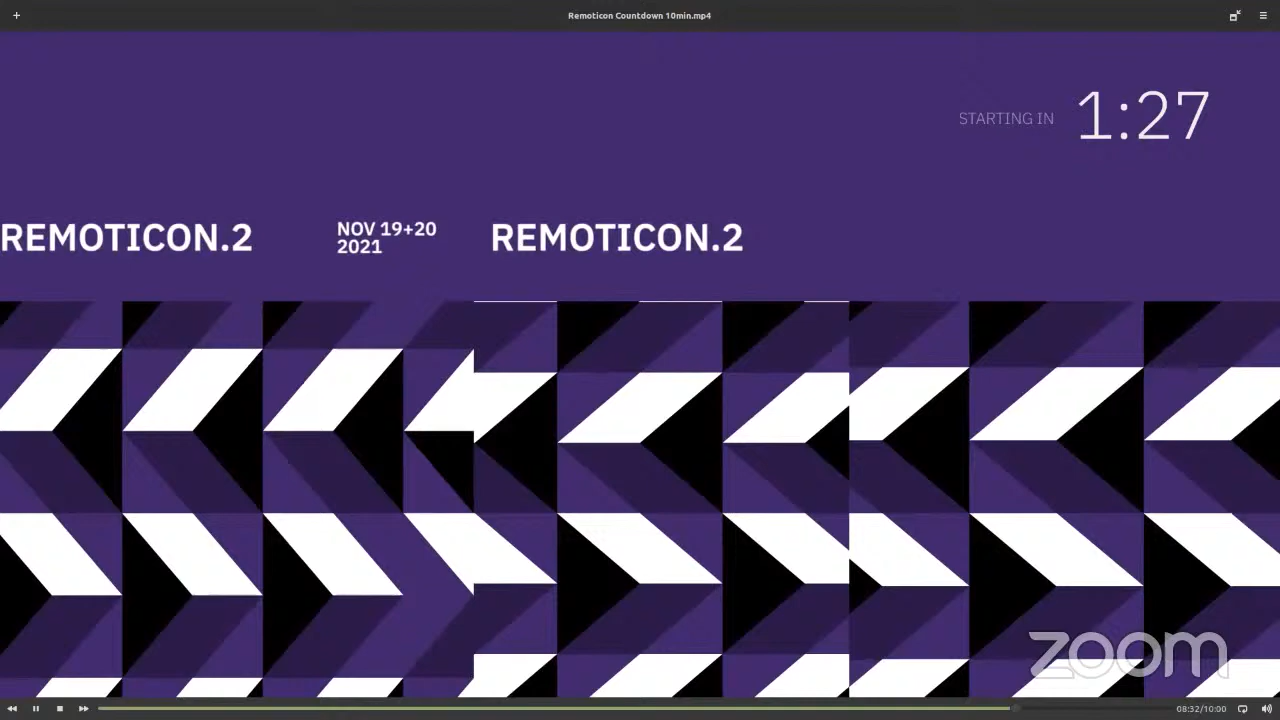 Remoticon Countdown 10min.mp4
STARTING IN 1:27
REMOTICON.2
NOV 19+20
2021
REMOTICON.2
zoom
08:32/10:00